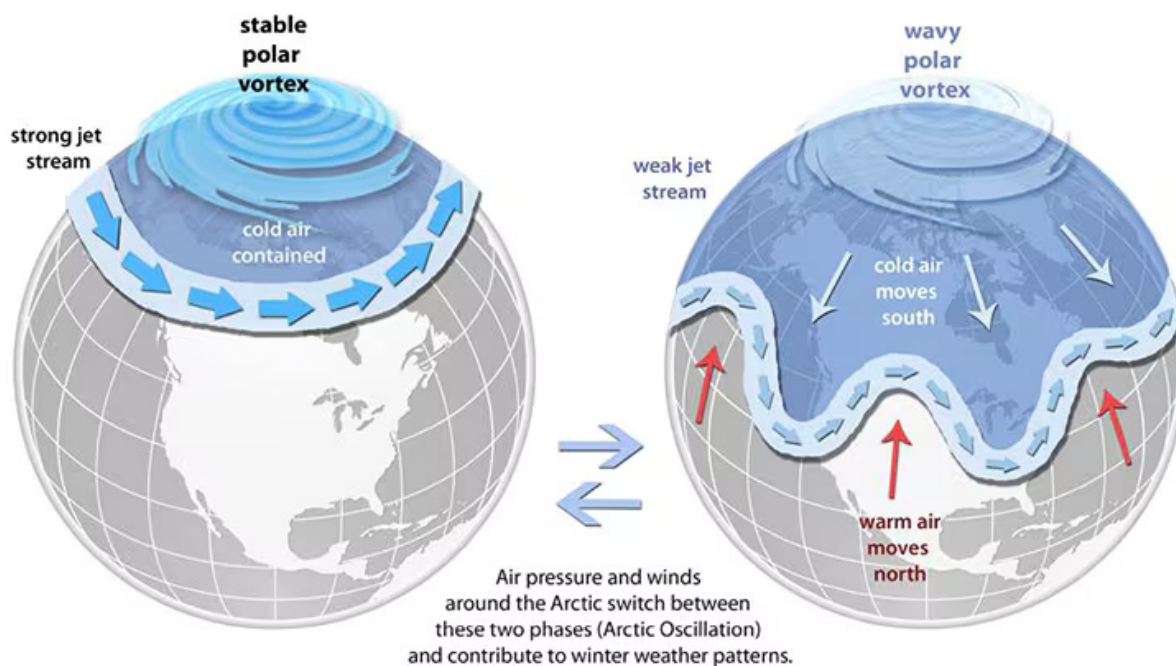 stable
polar
vortex
strong jet
stream
cold air
contained
wavy
polar
vortex
weak jet
stream
cold air
moves
south
warm air
moves
north
Air pressure and winds
around the Arctic switch between
these two phases (Arctic Oscillation)
and contribute to winter weather patterns.